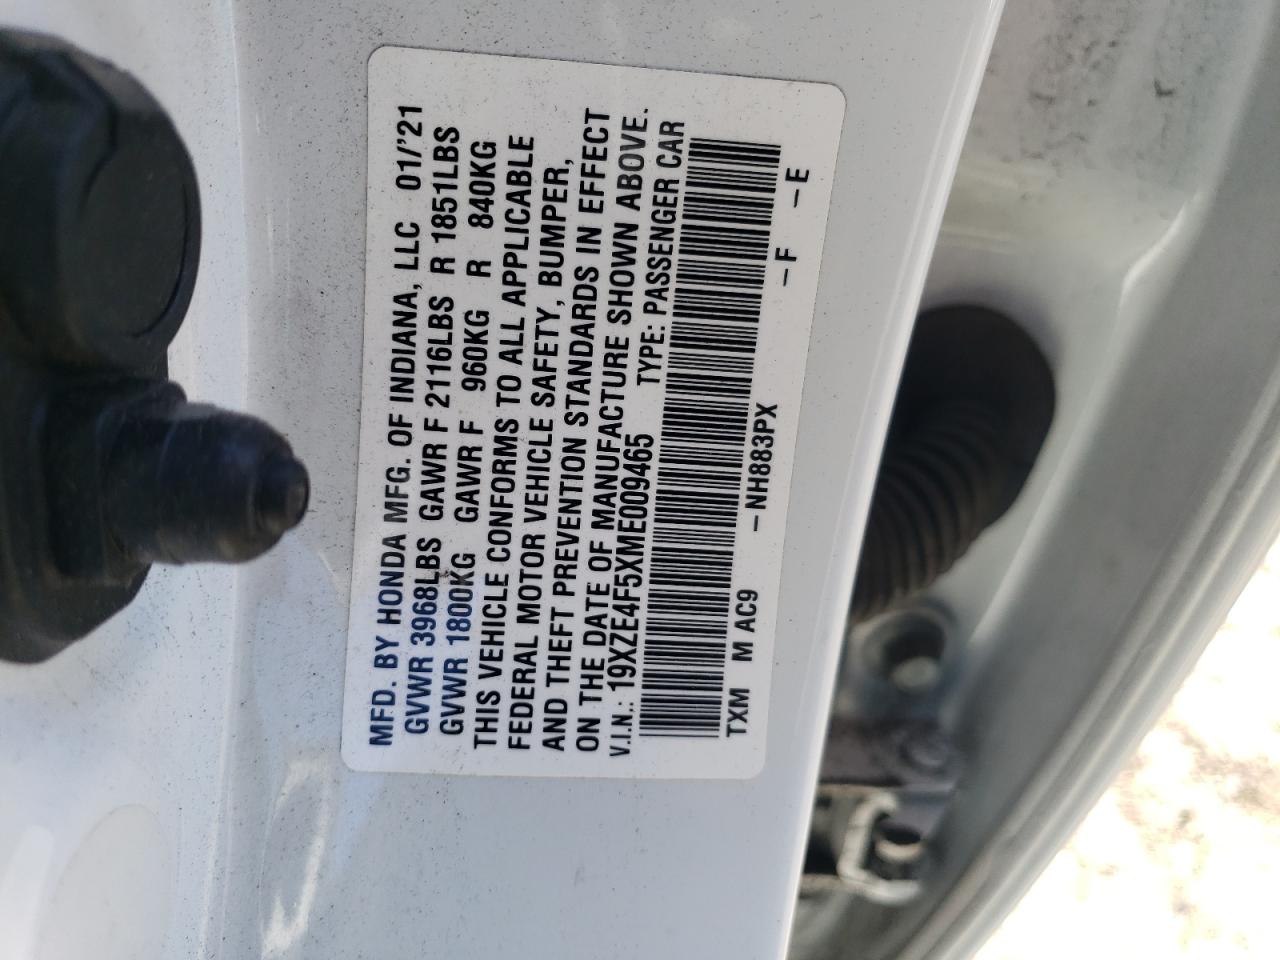 MFD. BY HONDA MFG. OF INDIANA, LLC 01/'21
GVWR 3968LBS GAWR F 2116LBS R 1851LBS
GVWR 1800KG GAWR F 960KG R 840KG
THIS VEHICLE CONFORMS TO ALL APPLICABLE
FEDERAL MOTOR VEHICLE SAFETY, BUMPER,
AND THEFT PREVENTION STANDARDS IN EFFECT
ON THE DATE OF MANUFACTURE SHOWN ABOVE.
V.I.N.: 19XZE4F5XME009465 TYPE: PASSENGER CAR
TXM M AC9 -NH883PX -F -E